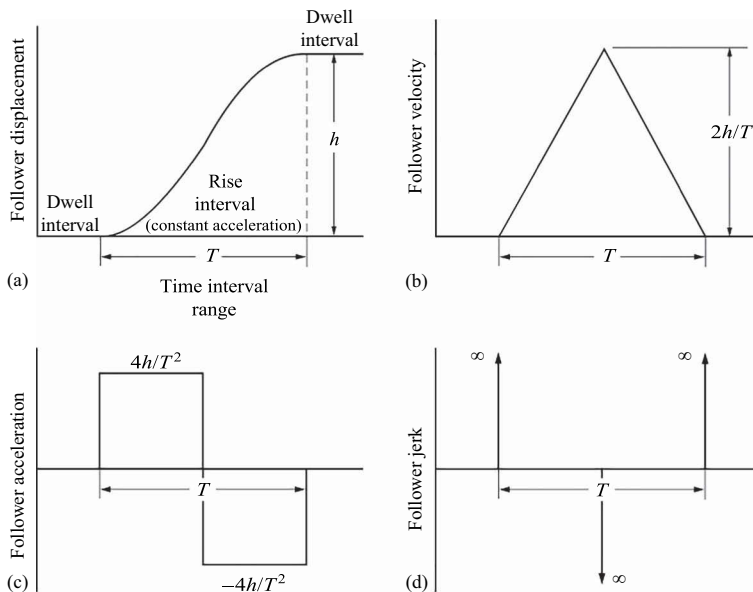 Dwell
interval
Follower displacement
h
Rise
interval
(constant acceleration)
Dwell
interval
T
(a)
Time interval
range
Follower velocity
2h/T
T
(b)
Follower acceleration
4h/T²
T
−4h/T²
(c)
Follower jerk
∞
∞
T
∞
(d)